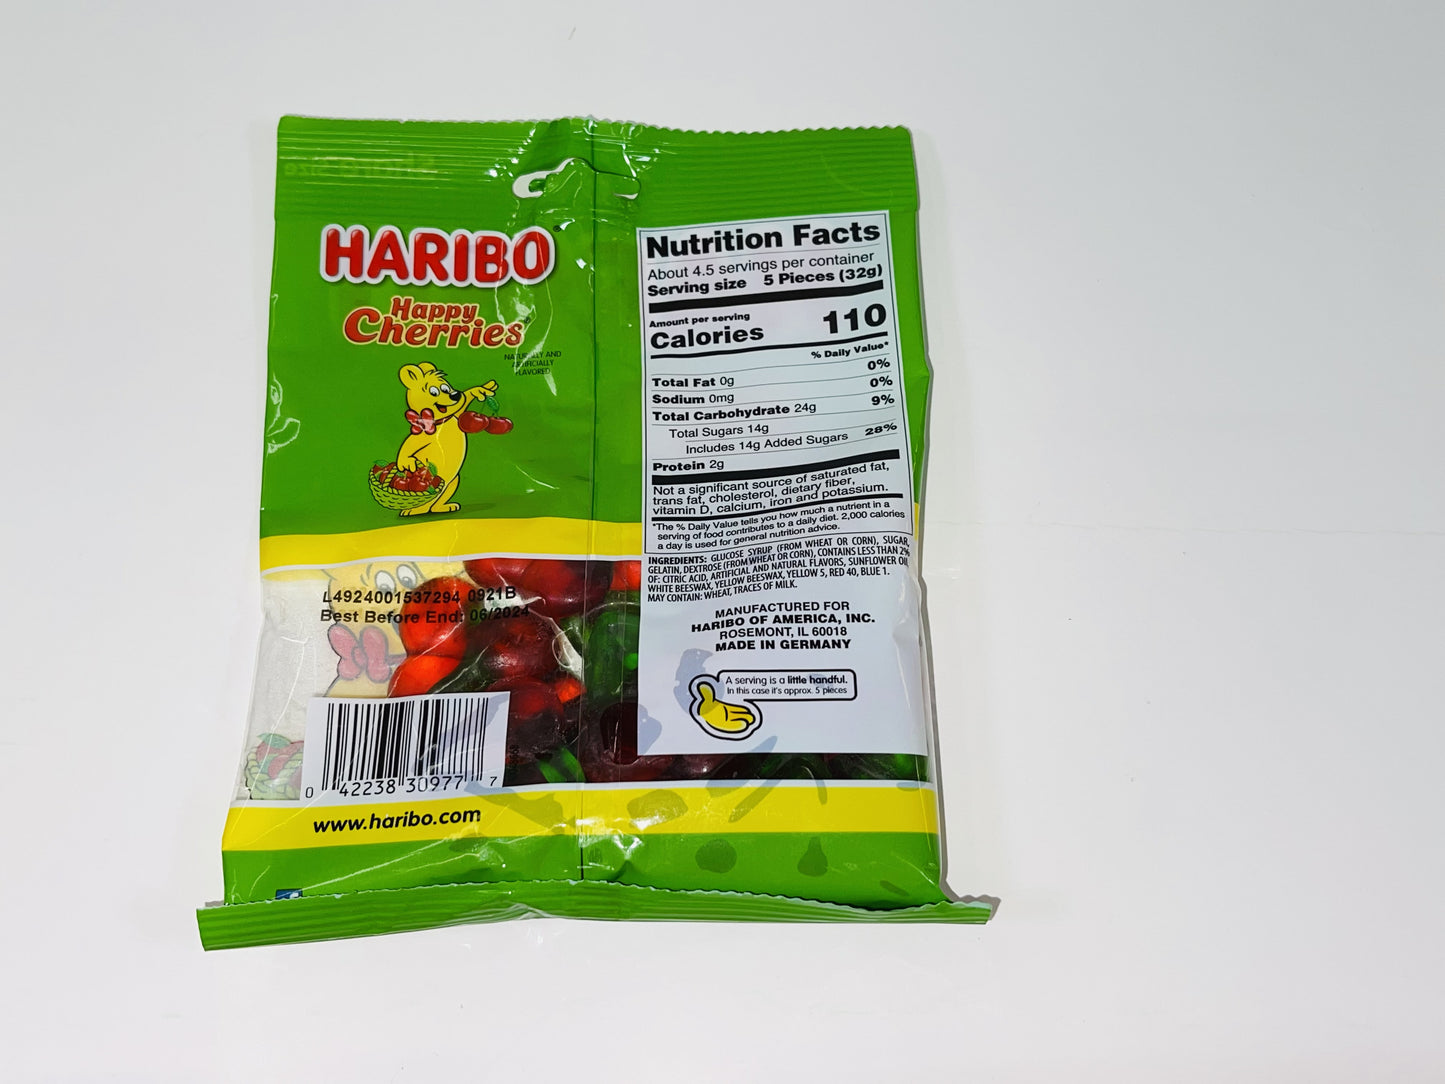 Share Size
HARIBO®
Happy
Cherries®
NATURALLY AND
ARTIFICIALLY
FLAVORED
L4924001537294 0921B
Best Before End: 06/2024
0 42238 30977 7
www.haribo.com
Nutrition Facts
About 4.5 servings per container
Serving size 5 Pieces (32g)
Amount per serving
Calories 110
% Daily Value*
Total Fat 0g 0%
Sodium 0mg 0%
Total Carbohydrate 24g 9%
Total Sugars 14g
Includes 14g Added Sugars 28%
Protein 2g
Not a significant source of saturated fat,
trans fat, cholesterol, dietary fiber,
vitamin D, calcium, iron and potassium.
*The % Daily Value tells you how much a nutrient in a
serving of food contributes to a daily diet. 2,000 calories
a day is used for general nutrition advice.
INGREDIENTS: GLUCOSE SYRUP (FROM WHEAT OR CORN), SUGAR,
GELATIN, DEXTROSE (FROM WHEAT OR CORN), CONTAINS LESS THAN 2%
OF: CITRIC ACID, ARTIFICIAL AND NATURAL FLAVORS, SUNFLOWER OIL,
WHITE BEESWAX, YELLOW BEESWAX, YELLOW 5, RED 40, BLUE 1.
MAY CONTAIN: WHEAT, TRACES OF MILK.
MANUFACTURED FOR
HARIBO OF AMERICA, INC.
ROSEMONT, IL 60018
MADE IN GERMANY
A serving is a little handful.
In this case it's approx. 5 pieces